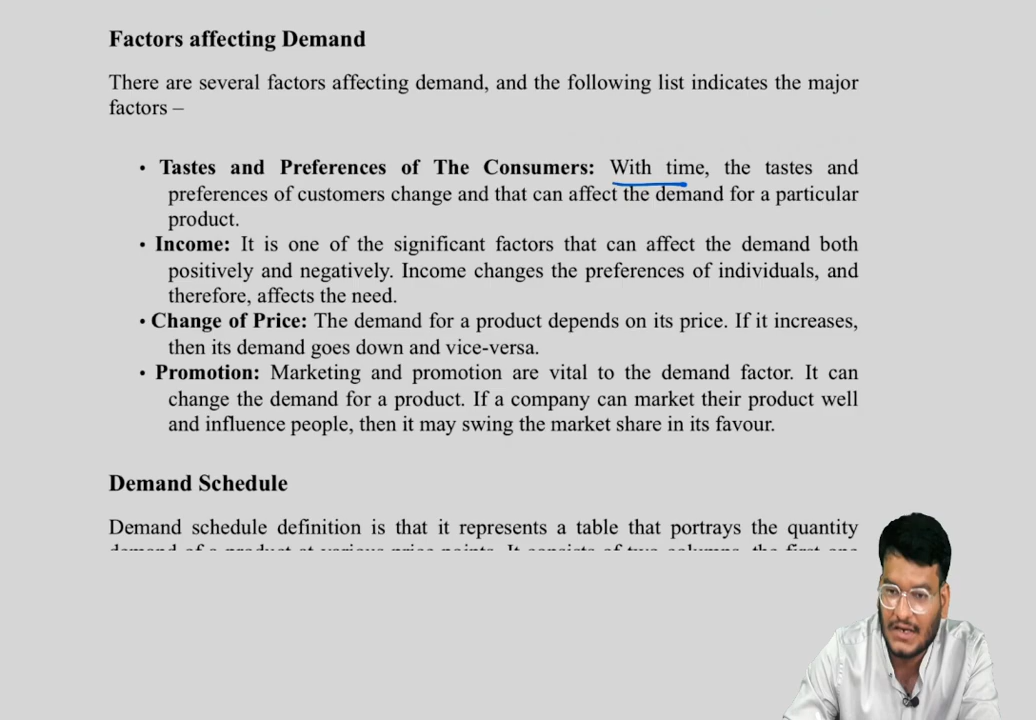 Factors affecting Demand
There are several factors affecting demand, and the following list indicates the major
factors –
• Tastes and Preferences of The Consumers: With time, the tastes and
preferences of customers change and that can affect the demand for a particular
product.
• Income: It is one of the significant factors that can affect the demand both
positively and negatively. Income changes the preferences of individuals, and
therefore, affects the need.
• Change of Price: The demand for a product depends on its price. If it increases,
then its demand goes down and vice-versa.
• Promotion: Marketing and promotion are vital to the demand factor. It can
change the demand for a product. If a company can market their product well
and influence people, then it may swing the market share in its favour.
Demand Schedule
Demand schedule definition is that it represents a table that portrays the quantity